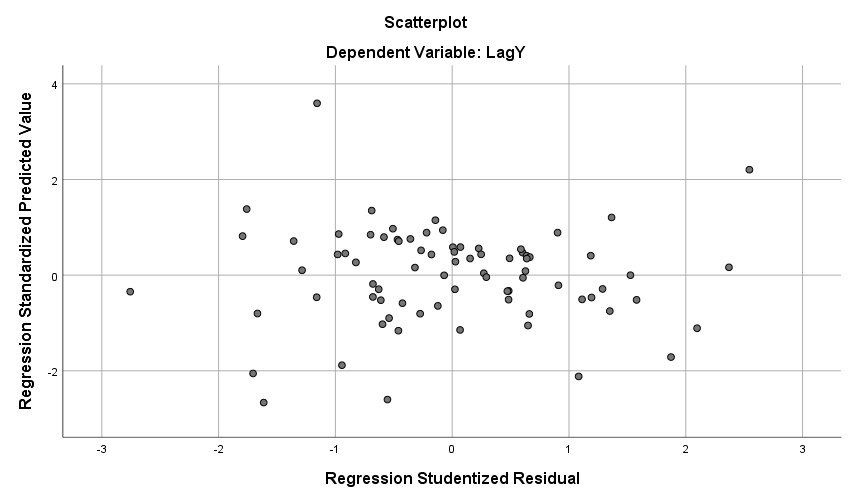 Scatterplot
Dependent Variable: LagY
Regression Standardized Predicted Value
4
2
0
-2
-3
-2
-1
0
1
2
3
Regression Studentized Residual